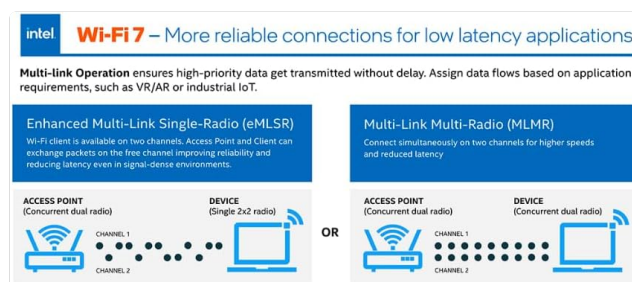 intel. Wi-Fi 7 – More reliable connections for low latency applications
Multi-link Operation ensures high-priority data get transmitted without delay. Assign data flows based on application
requirements, such as VR/AR or industrial IoT.
Enhanced Multi-Link Single-Radio (eMLSR)
Wi-Fi client is available on two channels. Access Point and Client can
exchange packets on the free channel improving reliability and
reducing latency even in signal-dense environments.
ACCESS POINT
(Concurrent dual radio)
DEVICE
(Single 2x2 radio)
CHANNEL 1
CHANNEL 2
OR
Multi-Link Multi-Radio (MLMR)
Connect simultaneously on two channels for higher speeds
and reduced latency
ACCESS POINT
(Concurrent dual radio)
DEVICE
(Concurrent dual radio)
CHANNEL 1
CHANNEL 2